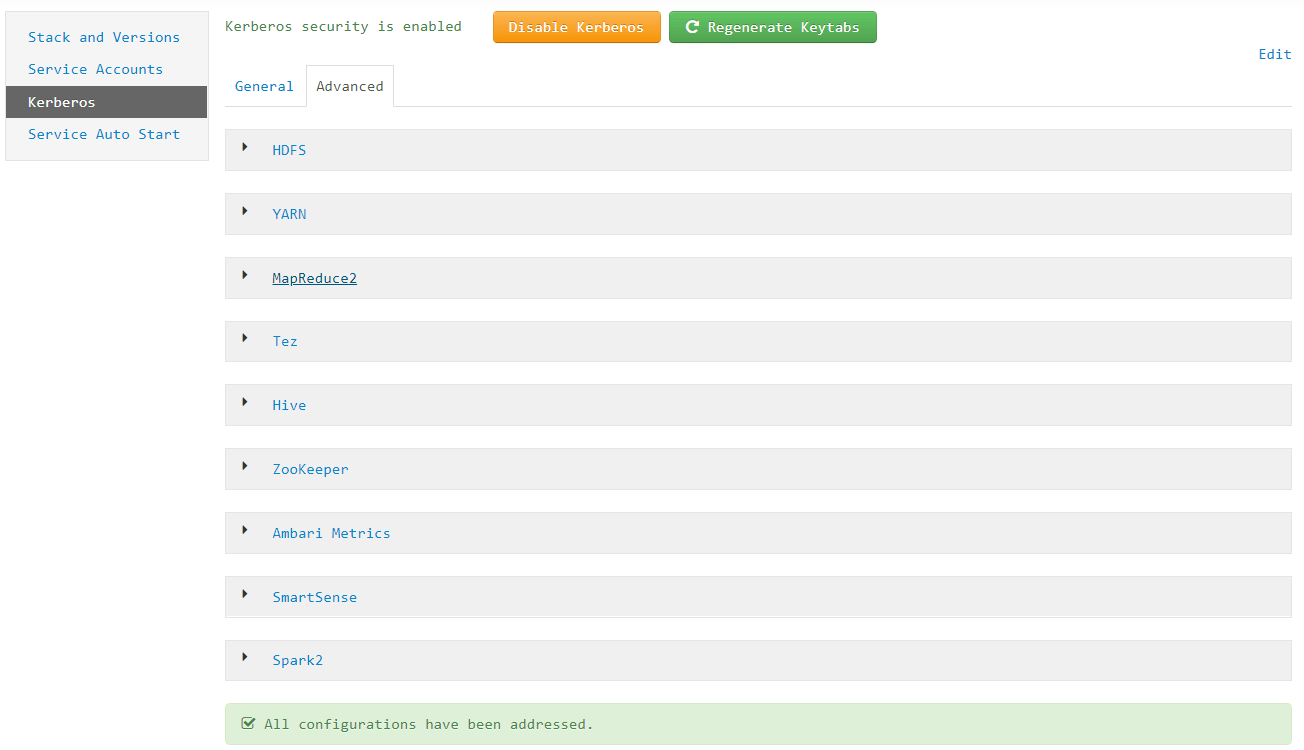 Stack and Versions
Service Accounts
Kerberos
Service Auto Start
Kerberos security is enabled
Disable Kerberos
Regenerate Keytabs
Edit
General
Advanced
HDFS
YARN
MapReduce2
Tez
Hive
ZooKeeper
Ambari Metrics
SmartSense
Spark2
All configurations have been addressed.